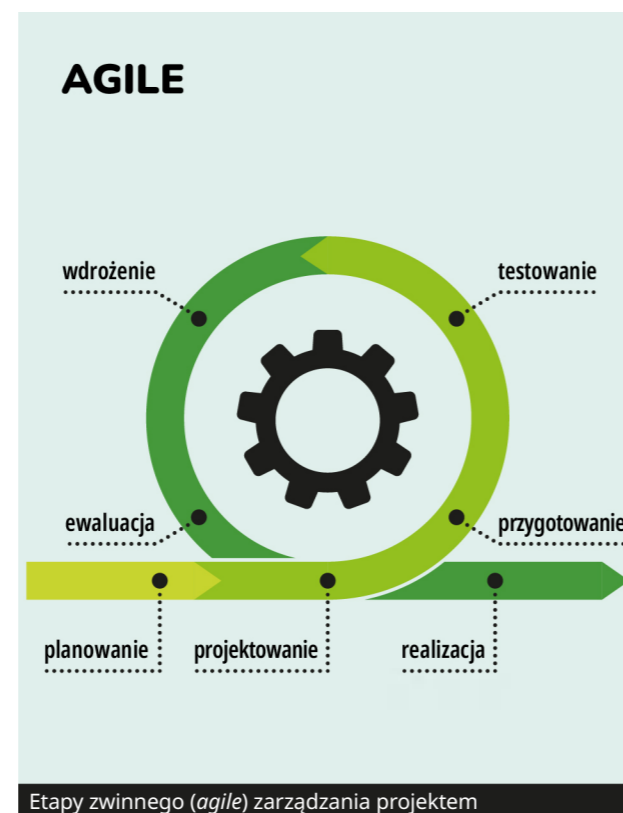 AGILE
wdrożenie
testowanie
ewaluacja
przygotowanie
planowanie
projektowanie
realizacja
Etapy zwinnego (agile) zarządzania projektem